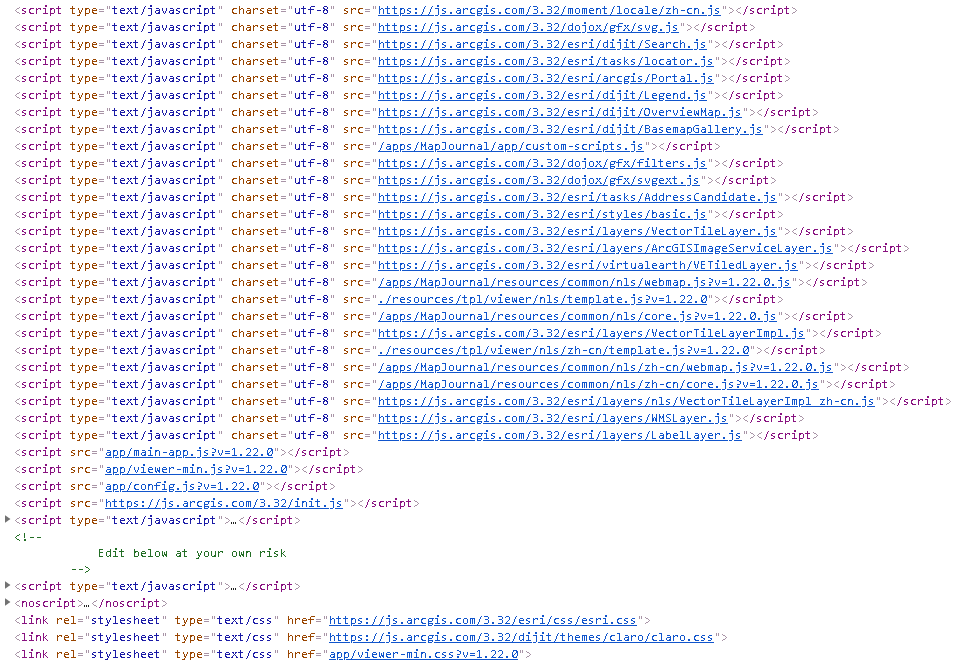 <script type="text/javascript" charset="utf-8" src="https://js.arcgis.com/3.32/moment/locale/zh-cn.js"></script>
<script type="text/javascript" charset="utf-8" src="https://js.arcgis.com/3.32/dojox/gfx/svg.js"></script>
<script type="text/javascript" charset="utf-8" src="https://js.arcgis.com/3.32/esri/dijit/Search.js"></script>
<script type="text/javascript" charset="utf-8" src="https://js.arcgis.com/3.32/esri/tasks/locator.js"></script>
<script type="text/javascript" charset="utf-8" src="https://js.arcgis.com/3.32/esri/arcgis/Portal.js"></script>
<script type="text/javascript" charset="utf-8" src="https://js.arcgis.com/3.32/esri/dijit/Legend.js"></script>
<script type="text/javascript" charset="utf-8" src="https://js.arcgis.com/3.32/esri/dijit/OverviewMap.js"></script>
<script type="text/javascript" charset="utf-8" src="https://js.arcgis.com/3.32/esri/dijit/BasemapGallery.js"></script>
<script type="text/javascript" charset="utf-8" src="/apps/MapJournal/app/custom-scripts.js"></script>
<script type="text/javascript" charset="utf-8" src="https://js.arcgis.com/3.32/dojox/gfx/filters.js"></script>
<script type="text/javascript" charset="utf-8" src="https://js.arcgis.com/3.32/dojox/gfx/svgext.js"></script>
<script type="text/javascript" charset="utf-8" src="https://js.arcgis.com/3.32/esri/tasks/AddressCandidate.js"></script>
<script type="text/javascript" charset="utf-8" src="https://js.arcgis.com/3.32/esri/styles/basic.js"></script>
<script type="text/javascript" charset="utf-8" src="https://js.arcgis.com/3.32/esri/layers/VectorTileLayer.js"></script>
<script type="text/javascript" charset="utf-8" src="https://js.arcgis.com/3.32/esri/layers/ArcGISImageServiceLayer.js"></script>
<script type="text/javascript" charset="utf-8" src="https://js.arcgis.com/3.32/esri/virtualearth/VETiledLayer.js"></script>
<script type="text/javascript" charset="utf-8" src="/apps/MapJournal/resources/common/nls/webmap.js?v=1.22.0.js"></script>
<script type="text/javascript" charset="utf-8" src="./resources/tpl/viewer/nls/template.js?v=1.22.0"></script>
<script type="text/javascript" charset="utf-8" src="/apps/MapJournal/resources/common/nls/core.js?v=1.22.0.js"></script>
<script type="text/javascript" charset="utf-8" src="https://js.arcgis.com/3.32/esri/layers/VectorTileLayerImpl.js"></script>
<script type="text/javascript" charset="utf-8" src="./resources/tpl/viewer/nls/zh-cn/template.js?v=1.22.0"></script>
<script type="text/javascript" charset="utf-8" src="/apps/MapJournal/resources/common/nls/zh-cn/webmap.js?v=1.22.0.js"></script>
<script type="text/javascript" charset="utf-8" src="/apps/MapJournal/resources/common/nls/zh-cn/core.js?v=1.22.0.js"></script>
<script type="text/javascript" charset="utf-8" src="https://js.arcgis.com/3.32/esri/layers/nls/VectorTileLayerImpl_zh-cn.js"></script>
<script type="text/javascript" charset="utf-8" src="https://js.arcgis.com/3.32/esri/layers/WMSLayer.js"></script>
<script type="text/javascript" charset="utf-8" src="https://js.arcgis.com/3.32/esri/layers/LabelLayer.js"></script>
<script src="app/main-app.js?v=1.22.0"></script>
<script src="app/viewer-min.js?v=1.22.0"></script>
<script src="app/config.js?v=1.22.0"></script>
<script src="https://js.arcgis.com/3.32/init.js"></script>
<script type="text/javascript">…</script>
<!--
Edit below at your own risk
-->
<script type="text/javascript">…</script>
<noscript>…</noscript>
<link rel="stylesheet" type="text/css" href="https://js.arcgis.com/3.32/esri/css/esri.css">
<link rel="stylesheet" type="text/css" href="https://js.arcgis.com/3.32/dijit/themes/claro/claro.css">
<link rel="stylesheet" type="text/css" href="app/viewer-min.css?v=1.22.0">